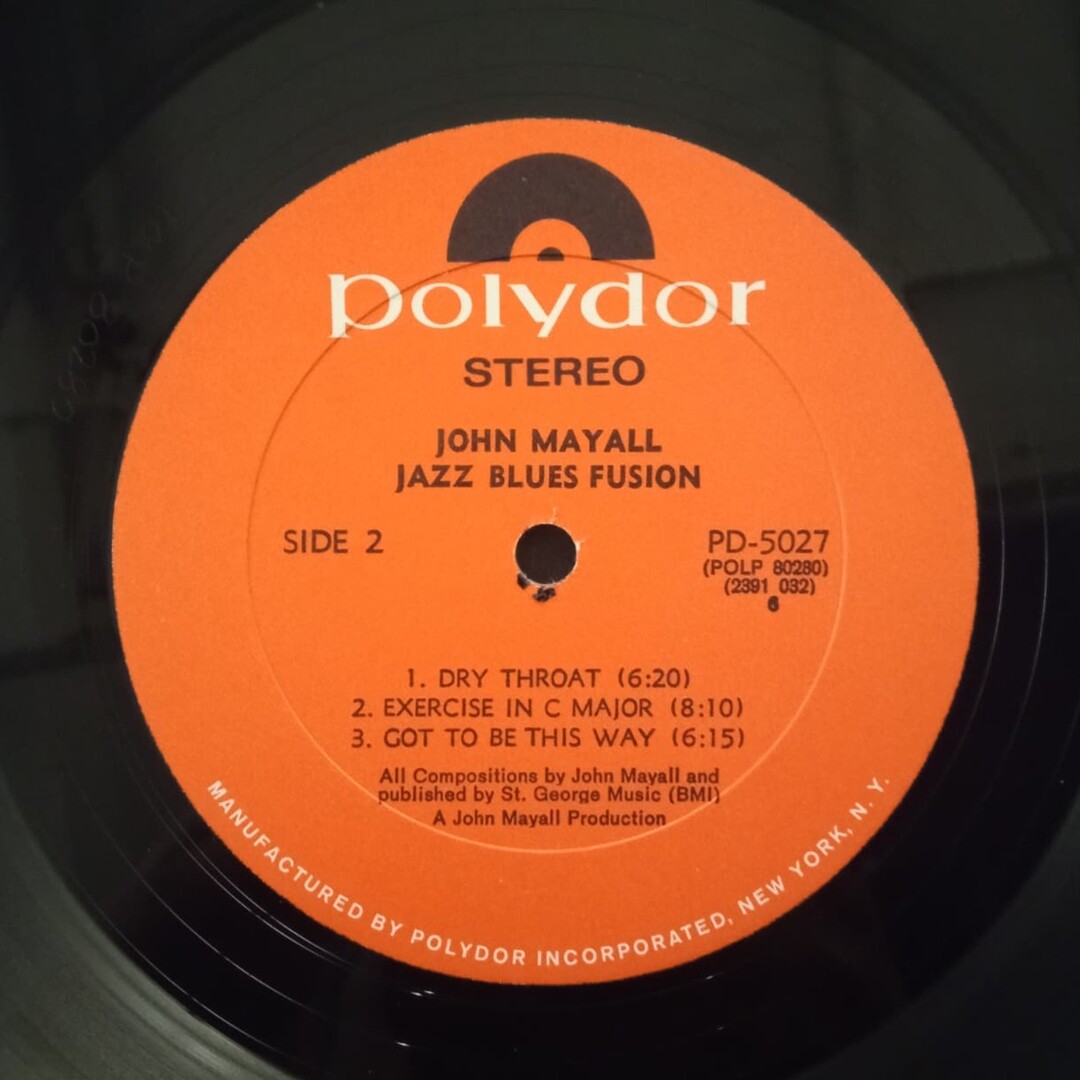 polydor
STEREO
JOHN MAYALL
JAZZ BLUES FUSION
SIDE 2
PD-5027
(POLP 80280)
(2391 032)
6
1. DRY THROAT (6:20)
2. EXERCISE IN C MAJOR (8:10)
3. GOT TO BE THIS WAY (6:15)
All Compositions by John Mayall and
published by St. George Music (BMI)
A John Mayall Production
MANUFACTURED BY POLYDOR INCORPORATED, NEW YORK, N. Y.